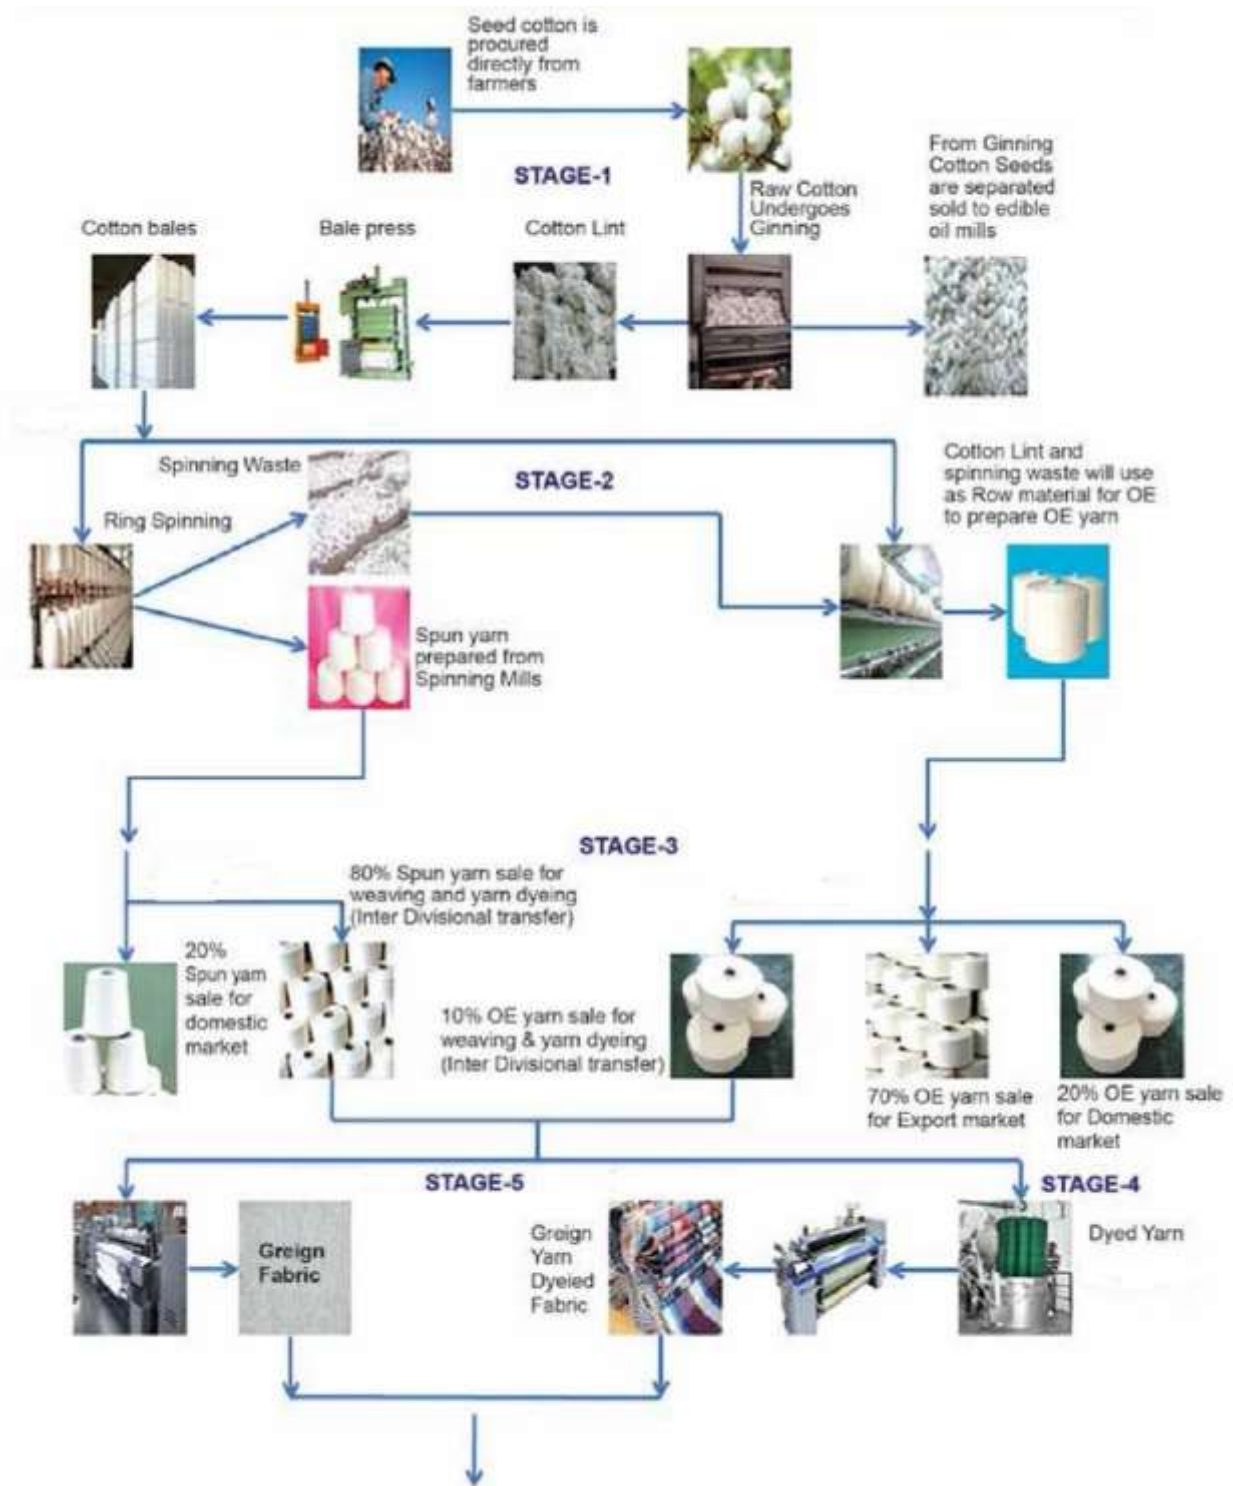 Seed cotton is
procured
directly from
farmers
STAGE-1
From Ginning
Cotton Seeds
are separated
sold to edible
oil mills
Raw Cotton
Undergoes
Ginning
Cotton bales
Bale press
Cotton Lint
Spinning Waste
STAGE-2
Cotton Lint and
spinning waste will use
as Row material for OE
to prepare OE yarn
Ring Spinning
Spun yarn
prepared from
Spinning Mills
STAGE-3
80% Spun yarn sale for
weaving and yarn dyeing
(Inter Divisional transfer)
20%
Spun yarn
sale for
domestic
market
10% OE yarn sale for
weaving & yarn dyeing
(Inter Divisional transfer)
70% OE yarn sale
for Export market
20% OE yarn sale
for Domestic
market
STAGE-5
STAGE-4
Greign
Fabric
Greign
Yarn
Dyeied
Fabric
Dyed Yarn